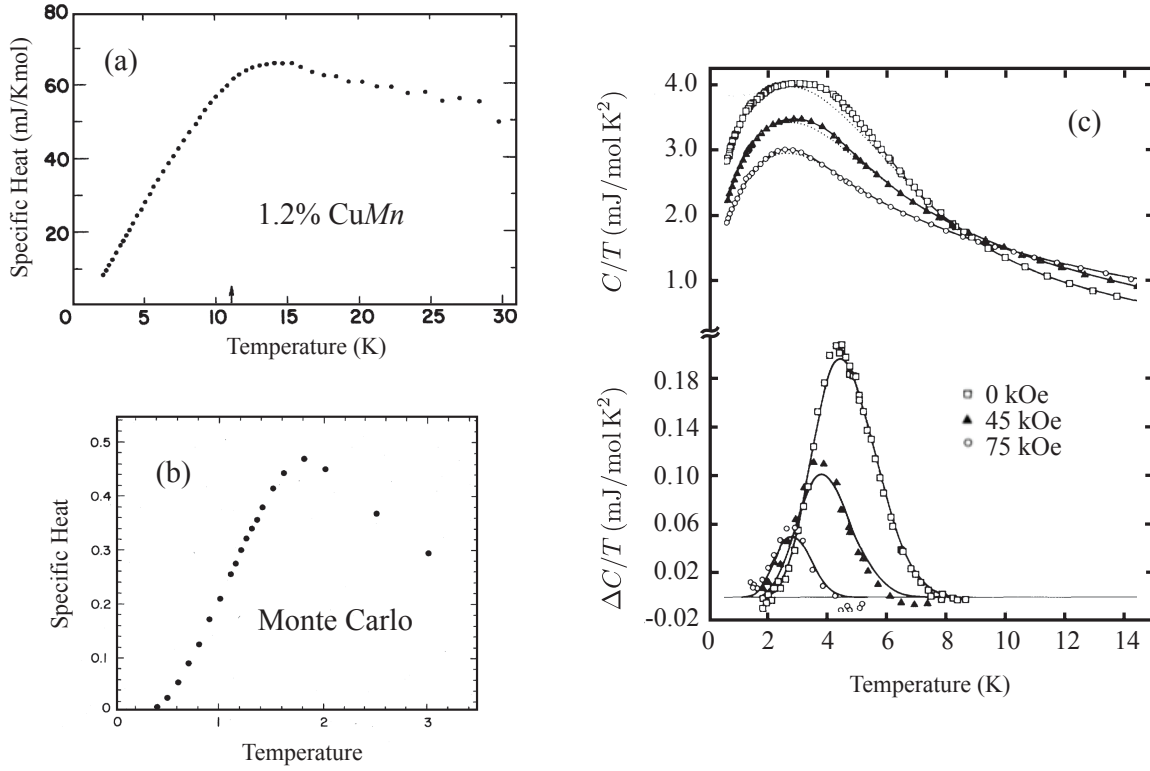 (a)
Specific Heat (mJ/Kmol)
80
60
40
20
0
5
10
15
20
25
30
1.2% CuMn
Temperature (K)
(b)
Specific Heat
0.5
0.4
0.3
0.2
0.1
0
0
1
2
3
Monte Carlo
Temperature
(c)
C/T (mJ/mol K²)
4.0
3.0
2.0
1.0
ΔC/T (mJ/mol K²)
0.18
0.14
0.10
0.06
0.02
-0.02
0 kOe
45 kOe
75 kOe
0
2
4
6
8
10
12
14
Temperature (K)